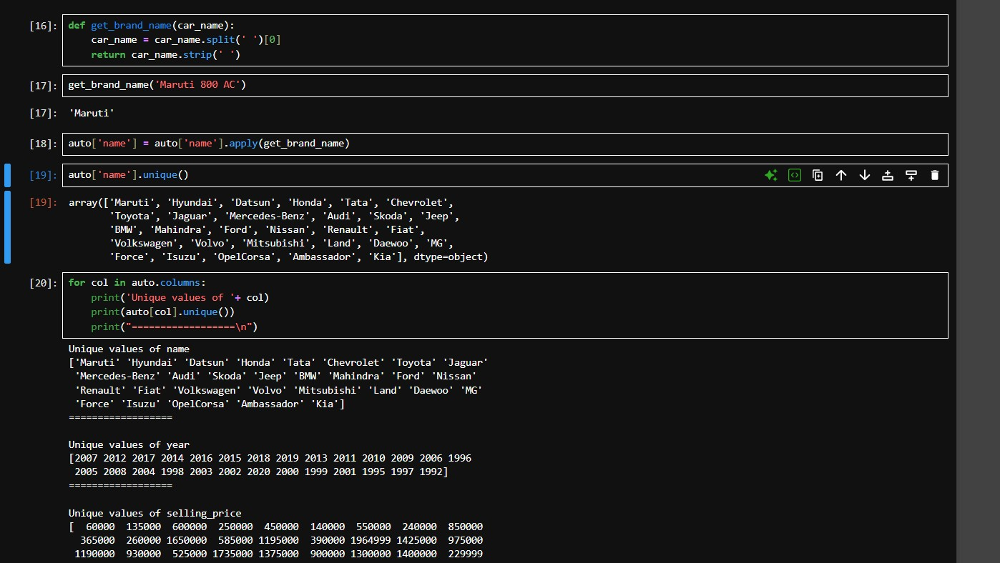 [16]: def get_brand_name(car_name):
    car_name = car_name.split(' ')[0]
    return car_name.strip(' ')
[17]: get_brand_name('Maruti 800 AC')
[17]: 'Maruti'
[18]: auto['name'] = auto['name'].apply(get_brand_name)
[19]: auto['name'].unique()
[19]: array(['Maruti', 'Hyundai', 'Datsun', 'Honda', 'Tata', 'Chevrolet',
       'Toyota', 'Jaguar', 'Mercedes-Benz', 'Audi', 'Skoda', 'Jeep',
       'BMW', 'Mahindra', 'Ford', 'Nissan', 'Renault', 'Fiat',
       'Volkswagen', 'Volvo', 'Mitsubishi', 'Land', 'Daewoo', 'MG',
       'Force', 'Isuzu', 'OpelCorsa', 'Ambassador', 'Kia'], dtype=object)
[20]: for col in auto.columns:
    print('Unique values of '+ col)
    print(auto[col].unique())
    print("==================\n")
Unique values of name
['Maruti' 'Hyundai' 'Datsun' 'Honda' 'Tata' 'Chevrolet' 'Toyota' 'Jaguar'
 'Mercedes-Benz' 'Audi' 'Skoda' 'Jeep' 'BMW' 'Mahindra' 'Ford' 'Nissan'
 'Renault' 'Fiat' 'Volkswagen' 'Volvo' 'Mitsubishi' 'Land' 'Daewoo' 'MG'
 'Force' 'Isuzu' 'OpelCorsa' 'Ambassador' 'Kia']
==================
Unique values of year
[2007 2012 2017 2014 2016 2015 2018 2019 2013 2011 2010 2009 2006 1996
 2005 2008 2004 1998 2003 2002 2020 2000 1999 2001 1995 1997 1992]
==================
Unique values of selling_price
[  60000  135000  600000  250000  450000  140000  550000  240000  850000
  365000  260000 1650000  585000 1195000  390000 1964999 1425000  975000
 1190000  930000  525000 1735000 1375000  900000 1300000 1400000  229999